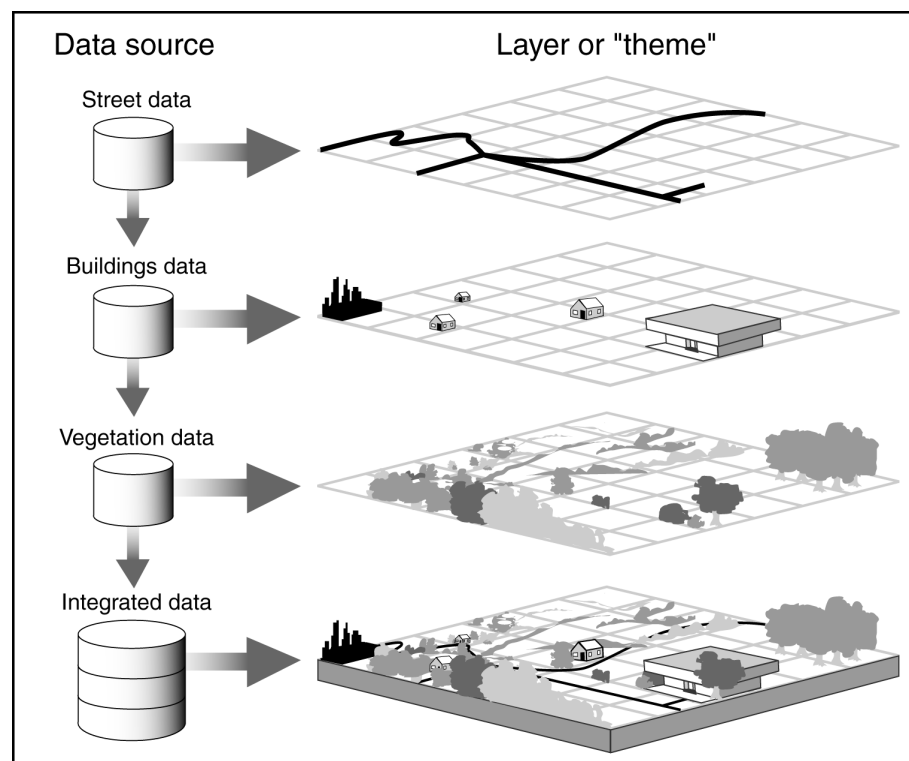 Data source
Layer or "theme"
Street data
Buildings data
Vegetation data
Integrated data